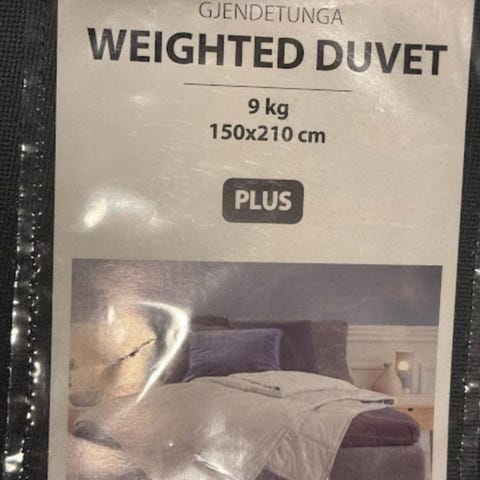 GJENDETUNGA
WEIGHTED DUVET
9 kg
150x210 cm
PLUS